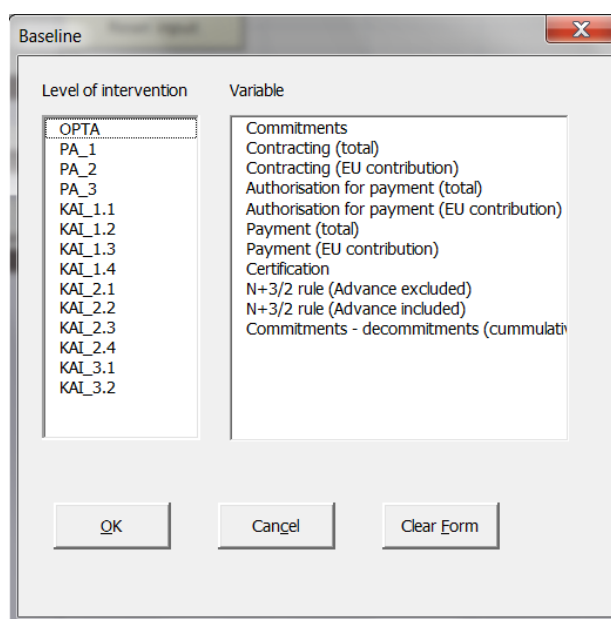 Baseline
Level of intervention
Variable
OPTA
PA_1
PA_2
PA_3
KAI_1.1
KAI_1.2
KAI_1.3
KAI_1.4
KAI_2.1
KAI_2.2
KAI_2.3
KAI_2.4
KAI_3.1
KAI_3.2
Commitments
Contracting (total)
Contracting (EU contribution)
Authorisation for payment (total)
Authorisation for payment (EU contribution)
Payment (total)
Payment (EU contribution)
Certification
N+3/2 rule (Advance excluded)
N+3/2 rule (Advance included)
Commitments - decommitments (cummulati
OK
Cancel
Clear Form